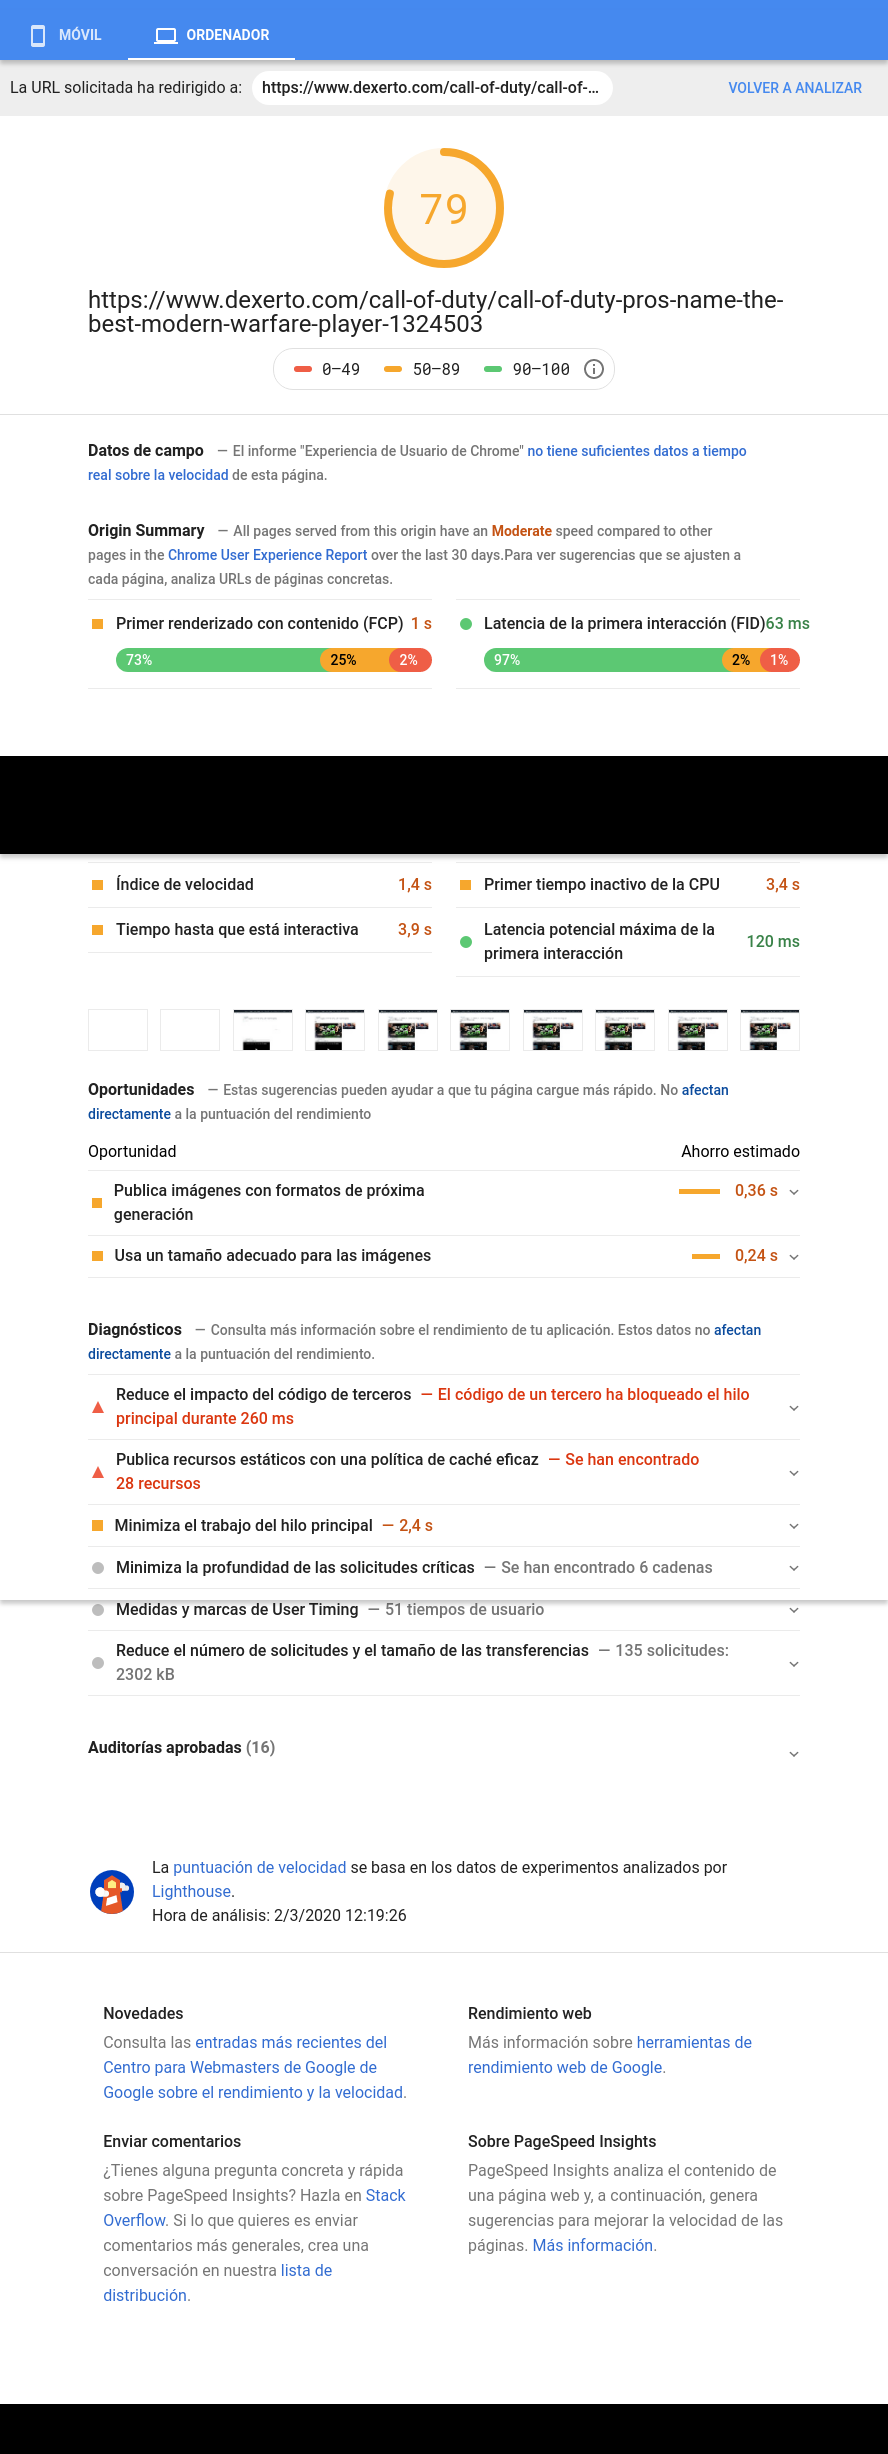 MÓVIL
ORDENADOR
La URL solicitada ha redirigido a:
https://www.dexerto.com/call-of-duty/call-of-...
VOLVER A ANALIZAR
79
https://www.dexerto.com/call-of-duty/call-of-duty-pros-name-the-
best-modern-warfare-player-1324503
0–49
50–89
90–100
Datos de campo — El informe "Experiencia de Usuario de Chrome" no tiene suficientes datos a tiempo
real sobre la velocidad de esta página.
Origin Summary — All pages served from this origin have an Moderate speed compared to other
pages in the Chrome User Experience Report over the last 30 days.Para ver sugerencias que se ajusten a
cada página, analiza URLs de páginas concretas.
Primer renderizado con contenido (FCP) 1 s
73% 25% 2%
Latencia de la primera interacción (FID)63 ms
97% 2% 1%
Índice de velocidad 1,4 s
Primer tiempo inactivo de la CPU 3,4 s
Tiempo hasta que está interactiva 3,9 s
Latencia potencial máxima de la
primera interacción
120 ms
Oportunidades — Estas sugerencias pueden ayudar a que tu página cargue más rápido. No afectan
directamente a la puntuación del rendimiento
Oportunidad Ahorro estimado
Publica imágenes con formatos de próxima
generación
0,36 s
Usa un tamaño adecuado para las imágenes 0,24 s
Diagnósticos — Consulta más información sobre el rendimiento de tu aplicación. Estos datos no afectan
directamente a la puntuación del rendimiento.
Reduce el impacto del código de terceros — El código de un tercero ha bloqueado el hilo
principal durante 260 ms
Publica recursos estáticos con una política de caché eficaz — Se han encontrado
28 recursos
Minimiza el trabajo del hilo principal — 2,4 s
Minimiza la profundidad de las solicitudes críticas — Se han encontrado 6 cadenas
Medidas y marcas de User Timing — 51 tiempos de usuario
Reduce el número de solicitudes y el tamaño de las transferencias — 135 solicitudes:
2302 kB
Auditorías aprobadas (16)
La puntuación de velocidad se basa en los datos de experimentos analizados por
Lighthouse.
Hora de análisis: 2/3/2020 12:19:26
Novedades
Consulta las entradas más recientes del
Centro para Webmasters de Google de
Google sobre el rendimiento y la velocidad.
Rendimiento web
Más información sobre herramientas de
rendimiento web de Google.
Enviar comentarios
¿Tienes alguna pregunta concreta y rápida
sobre PageSpeed Insights? Hazla en Stack
Overflow. Si lo que quieres es enviar
comentarios más generales, crea una
conversación en nuestra lista de
distribución.
Sobre PageSpeed Insights
PageSpeed Insights analiza el contenido de
una página web y, a continuación, genera
sugerencias para mejorar la velocidad de las
páginas. Más información.